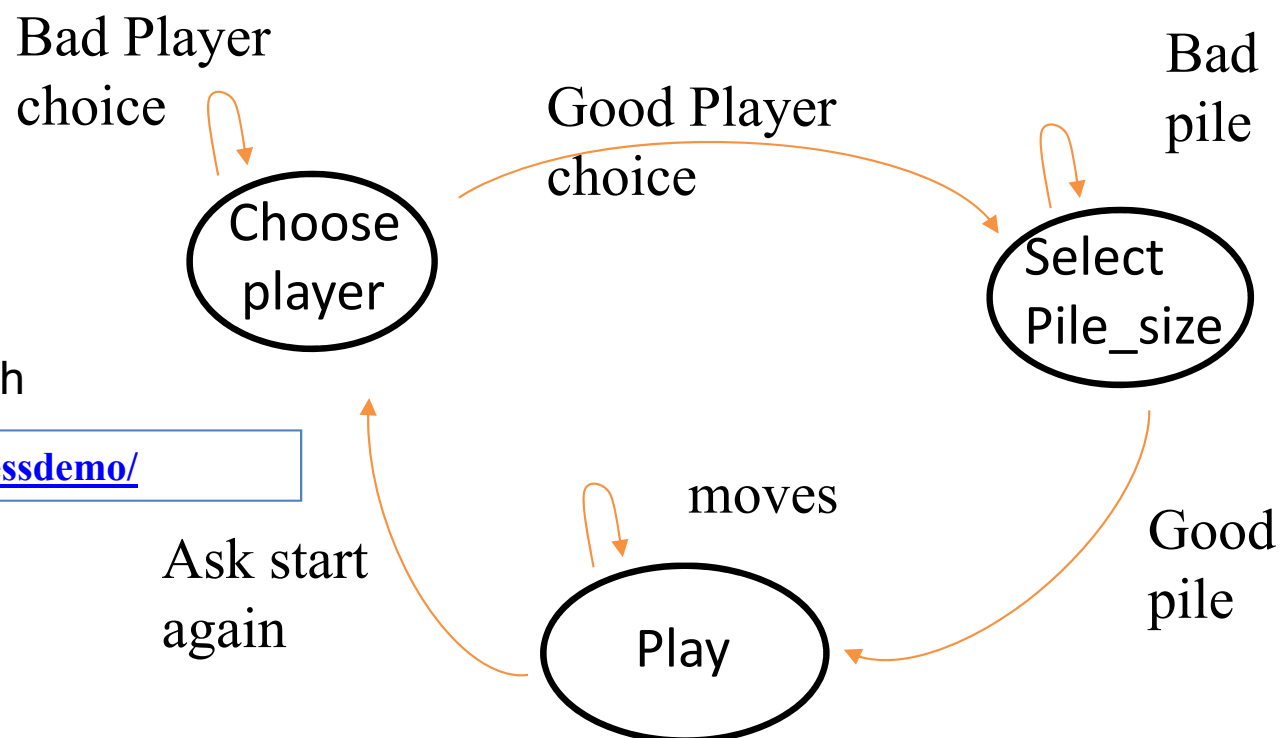 Bad Player
choice
Good Player
choice
Bad
pile
Choose
player
Select
Pile_size
h
ssdemo/
moves
Good
pile
Ask start
again
Play